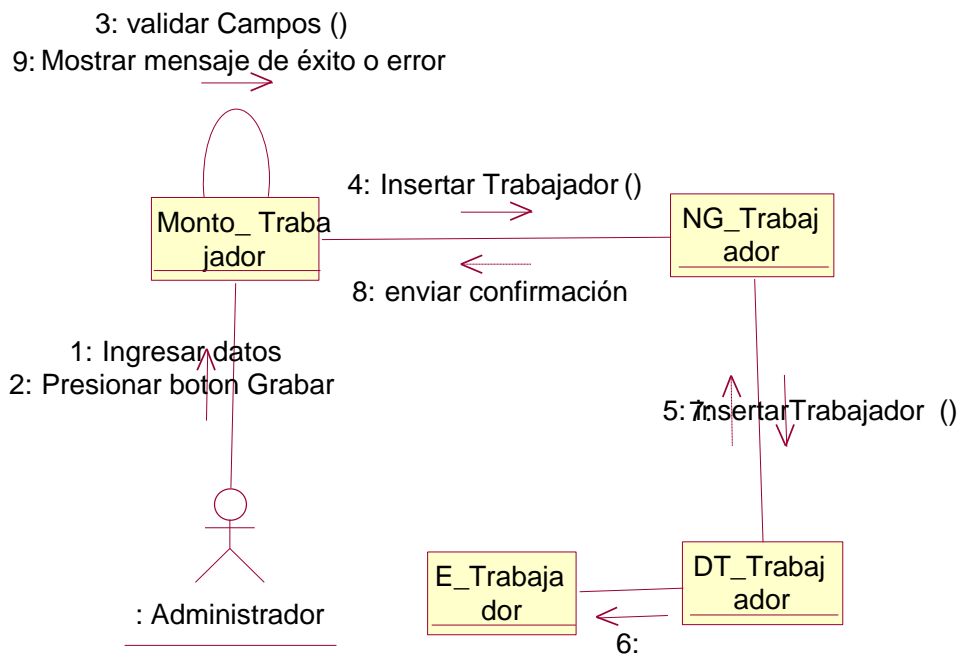 3: validar Campos ()
9: Mostrar mensaje de éxito o error
4: Insertar Trabajador ()
Monto_ Traba
jador
NG_Trabaj
ador
8: enviar confirmación
1: Ingresar datos
2: Presionar boton Grabar
5: InsertarTrabajador ()
7:
E_Trabaja
dor
DT_Trabaj
ador
: Administrador
6: